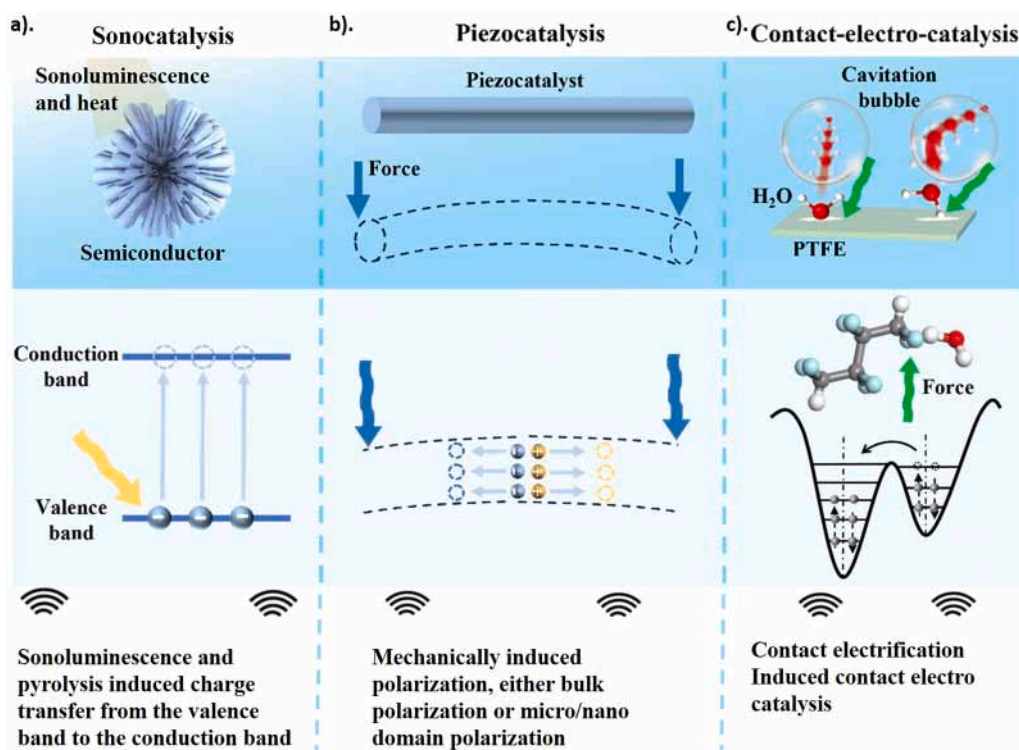 a).
Sonocatalysis
Sonoluminescence
and heat
Semiconductor
Conduction
band
Valence
band
Sonoluminescence and
pyrolysis induced charge
transfer from the valence
band to the conduction band
b).
Piezocatalysis
Piezocatalyst
Force
Mechanically induced
polarization, either bulk
polarization or micro/nano
domain polarization
c).
Contact-electro-catalysis
Cavitation
bubble
H₂O
PTFE
Force
Contact electrification
Induced contact electro
catalysis